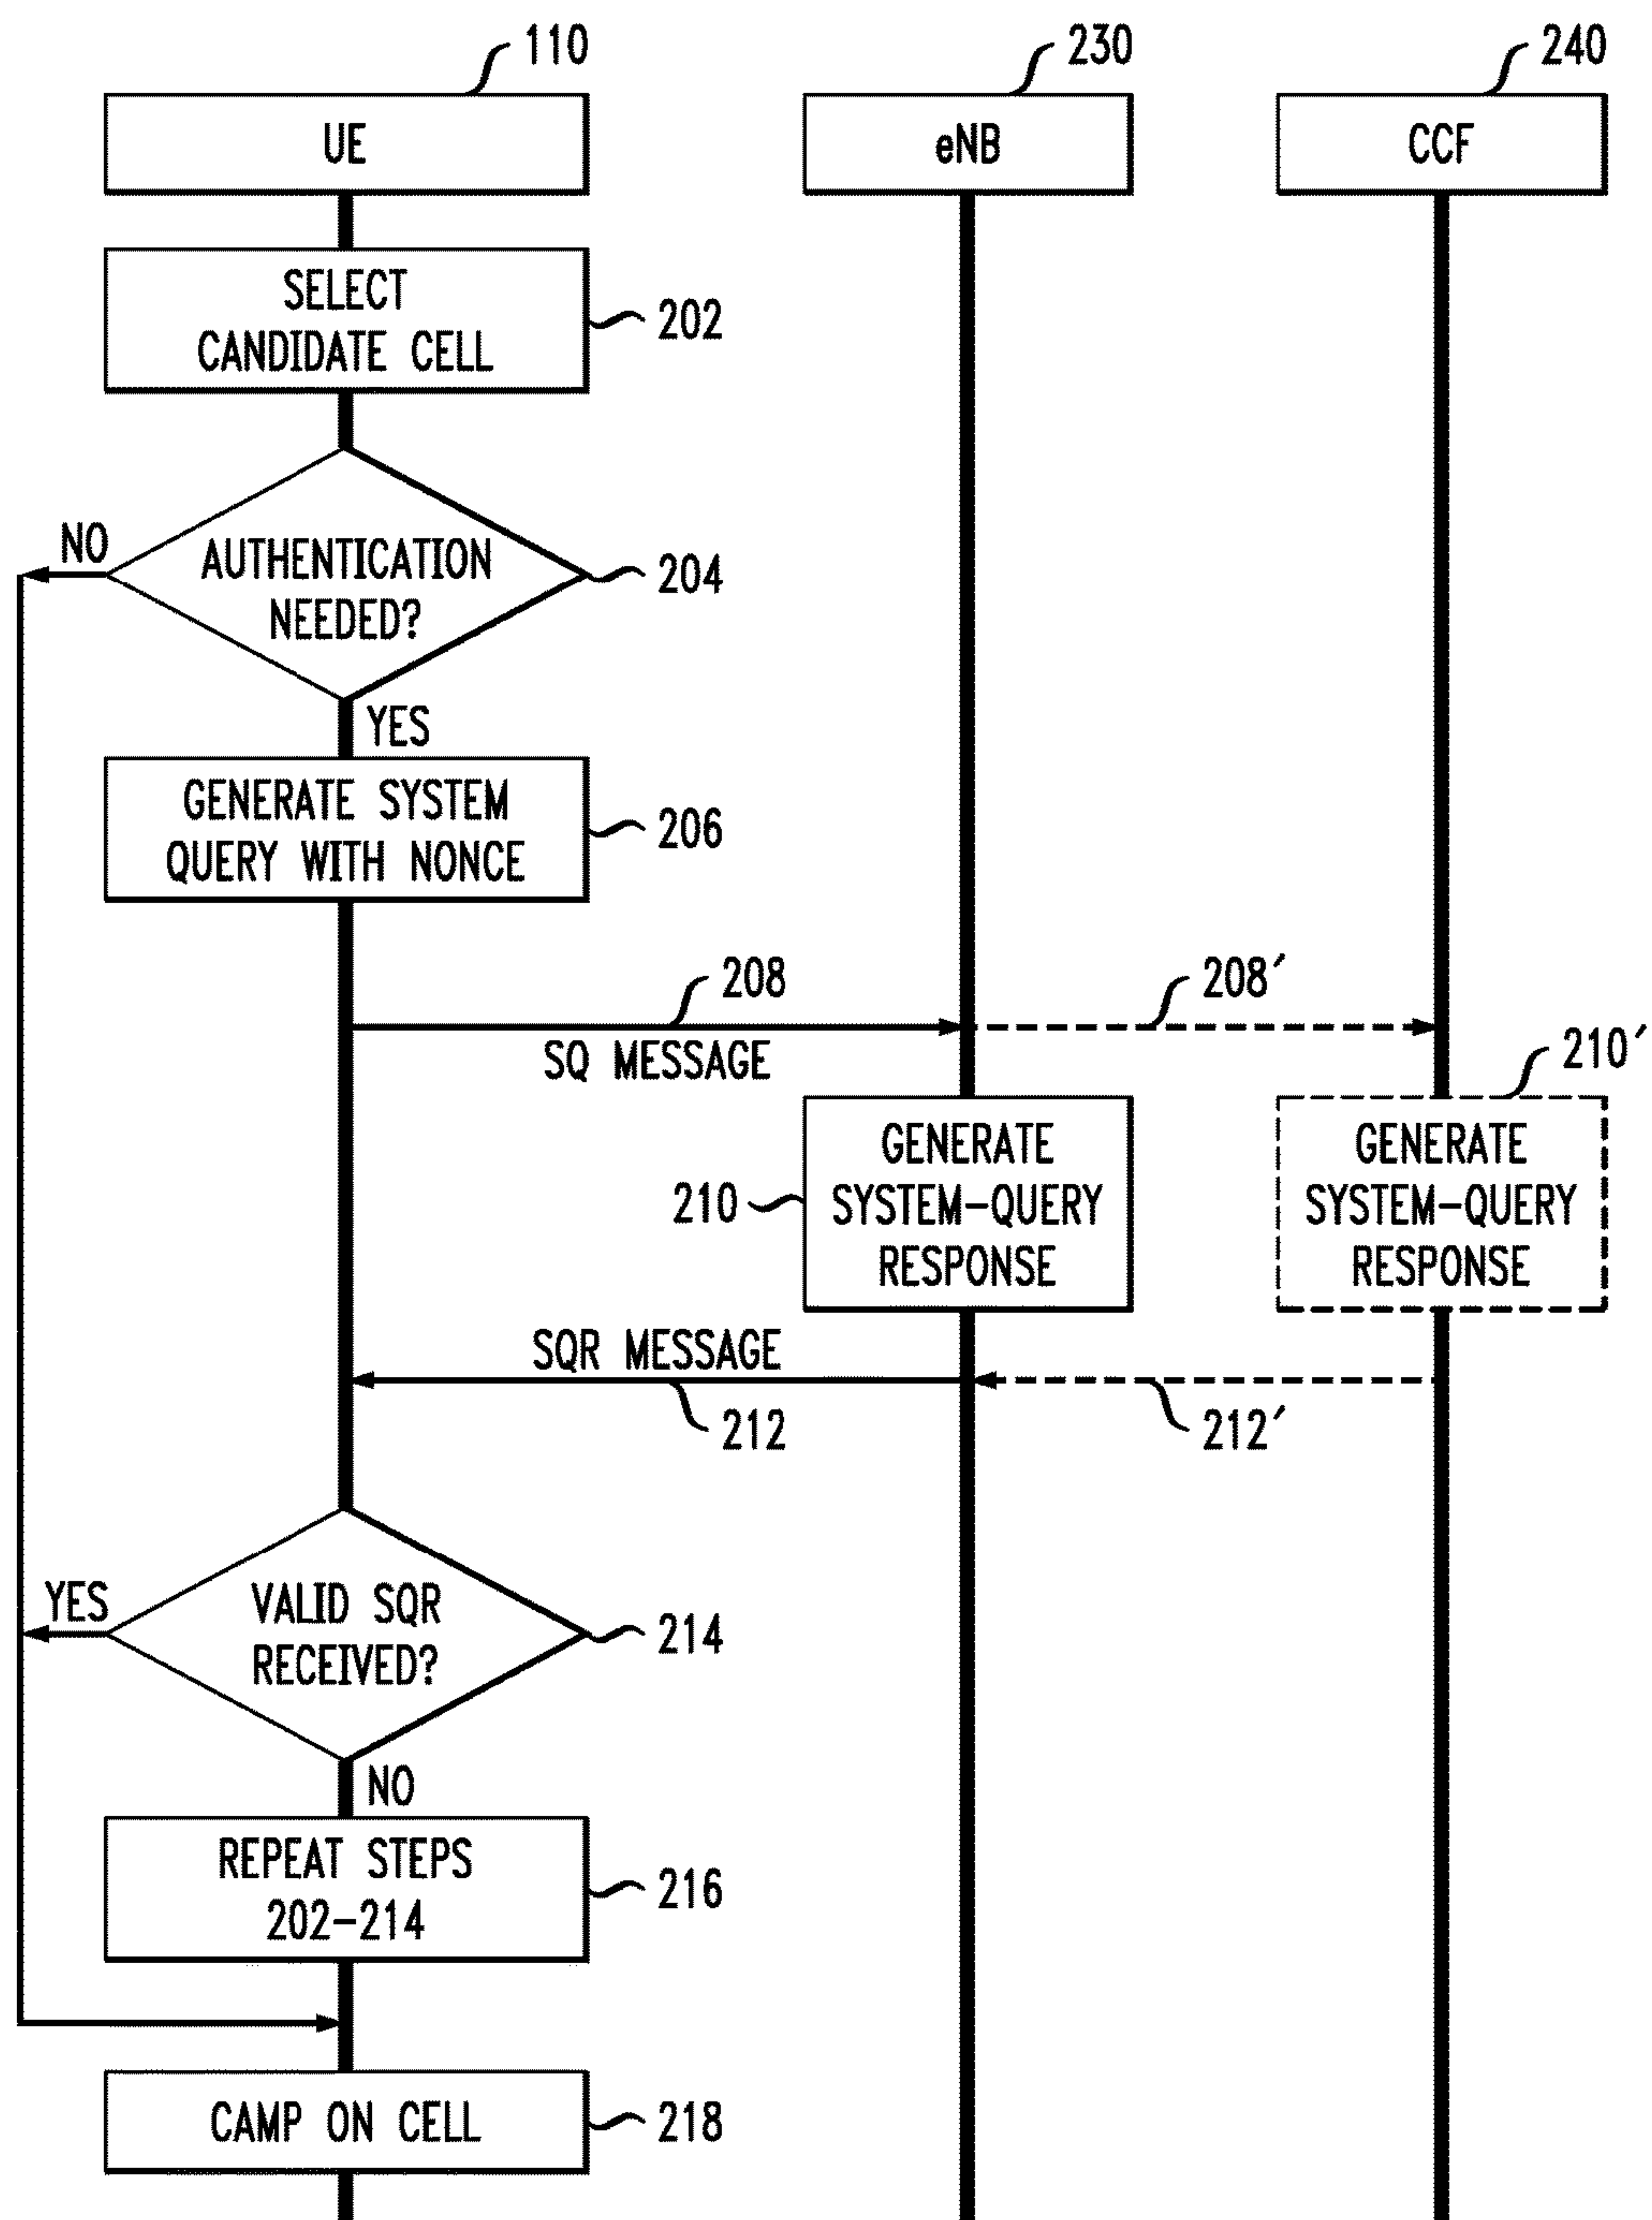 110
230
240
UE
eNB
CCF
SELECT
CANDIDATE CELL
202
NO
AUTHENTICATION
NEEDED?
204
YES
GENERATE SYSTEM
QUERY WITH NONCE
206
208
208′
SQ MESSAGE
210′
GENERATE
SYSTEM-QUERY
RESPONSE
210
GENERATE
SYSTEM-QUERY
RESPONSE
SQR MESSAGE
212
212′
YES
VALID SQR
RECEIVED?
214
NO
REPEAT STEPS
202-214
216
CAMP ON CELL
218